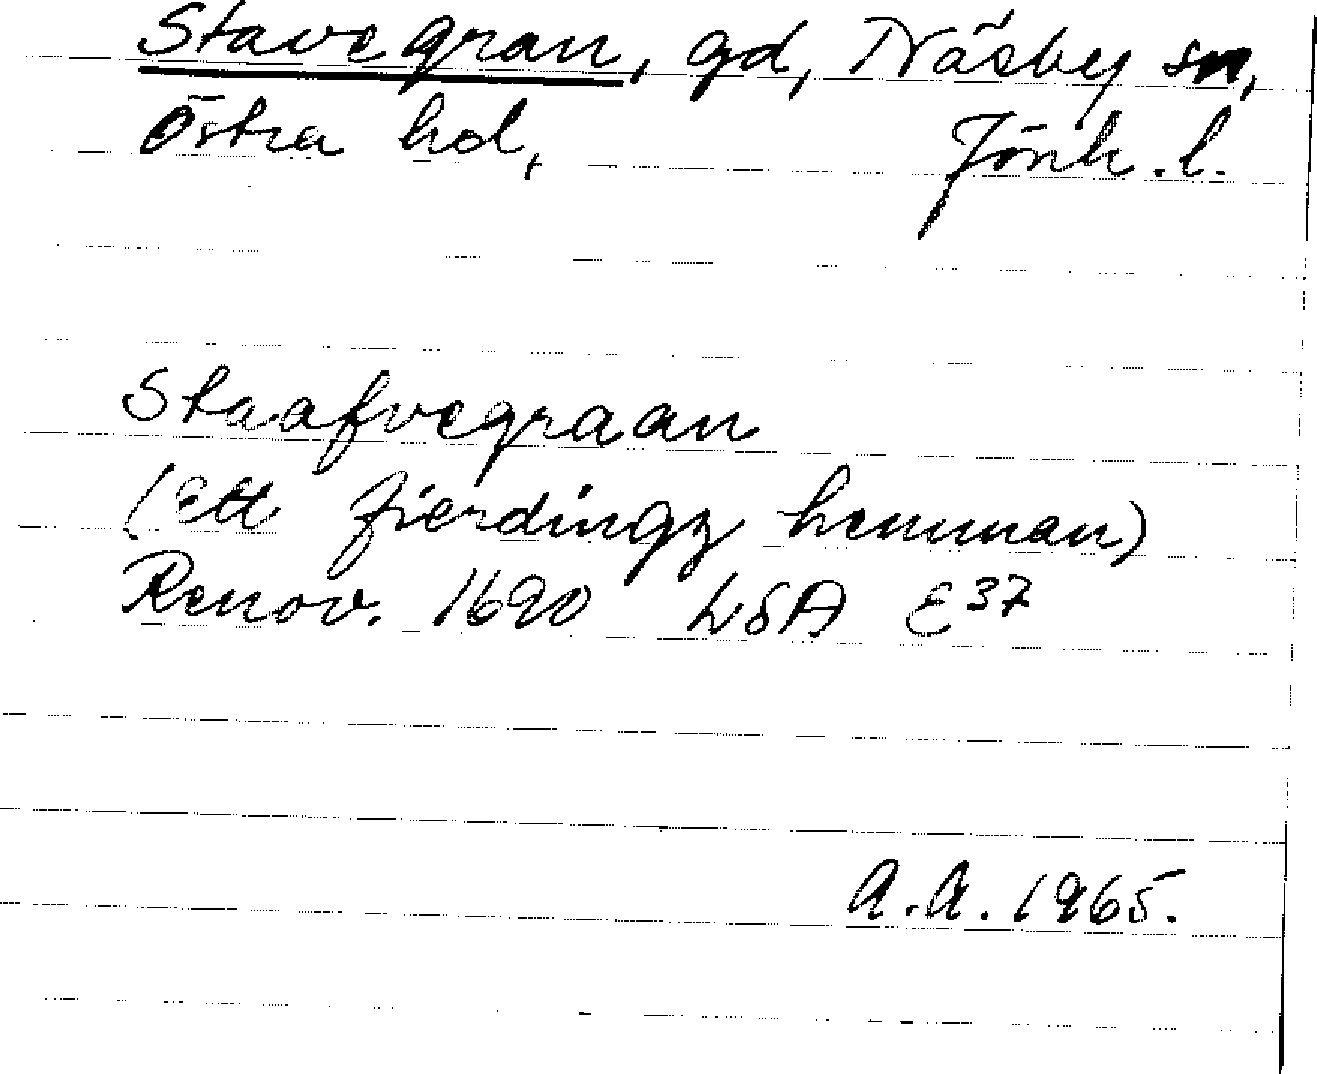 Stavegran, gd, Näsby sn,
Östra hd, Jönk. l.
Staafvegraan
(Ett fierdingz hemman)
Renov. 1690 LSA E37
A.A. 1965.